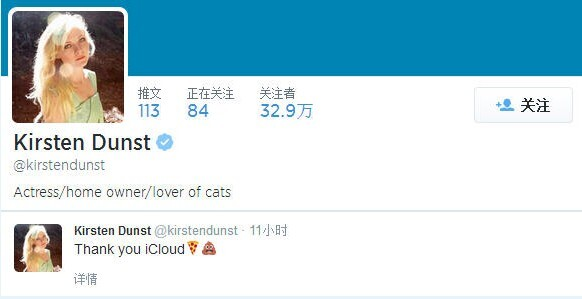 推文 正在关注 关注者
113 84 32.9万
关注
Kirsten Dunst
@kirstendunst
Actress/home owner/lover of cats
Kirsten Dunst @kirstendunst · 11小时
Thank you iCloud🍕💩
详情